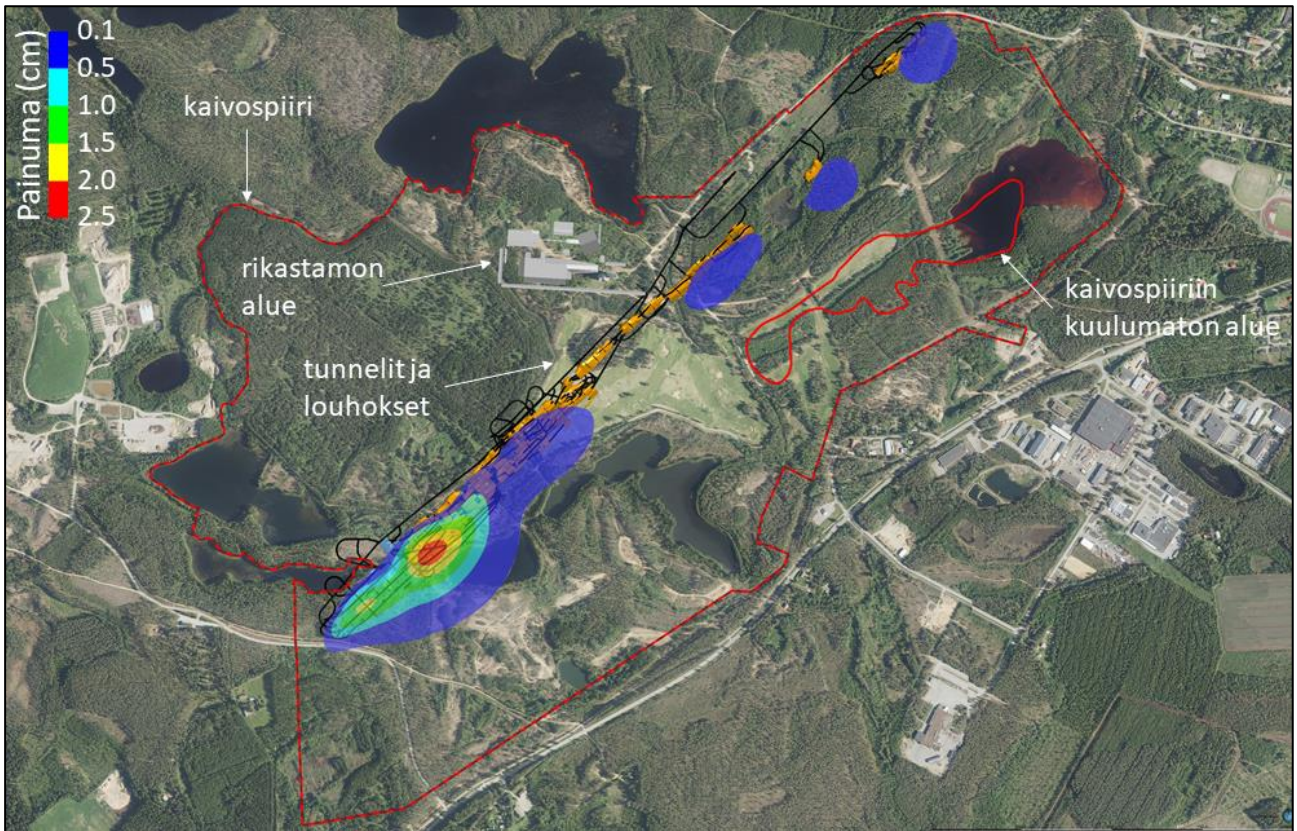 Painuma (cm)
0.1
0.5
1.0
1.5
2.0
2.5
kaivospiiri
rikastamon
alue
tunnelit ja
louhokset
kaivospiiriin
kuulumaton alue